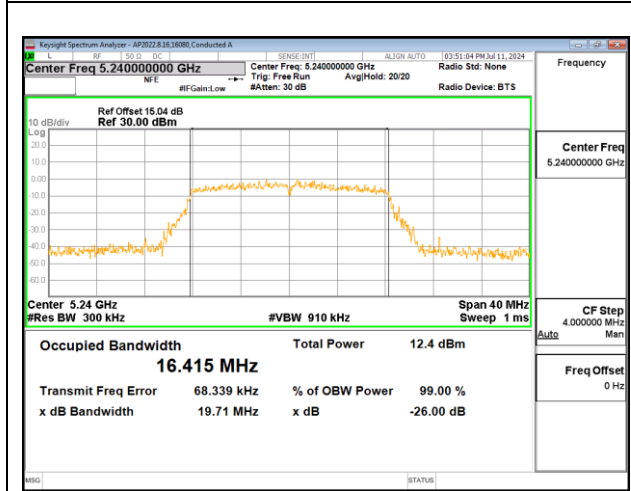 Keysight Spectrum Analyzer - AP2022.8.16,16080,Conducted A
L RF 50 Ω DC SENSE:INT ALIGN AUTO 03:51:04 PM Jul 11, 2024
Center Freq 5.240000000 GHz
NFE
#IFGain:Low
Center Freq: 5.240000000 GHz
Trig: Free Run Avg|Hold: 20/20
#Atten: 30 dB
Radio Std: None
Radio Device: BTS
Frequency
Ref Offset 15.04 dB
10 dB/div Ref 30.00 dBm
Log
20.0
10.0
0.00
-10.0
-20.0
-30.0
-40.0
-50.0
-60.0
Center 5.24 GHz Span 40 MHz
#Res BW 300 kHz #VBW 910 kHz Sweep 1 ms
Occupied Bandwidth Total Power 12.4 dBm
16.415 MHz
Transmit Freq Error 68.339 kHz % of OBW Power 99.00 %
x dB Bandwidth 19.71 MHz x dB -26.00 dB
Center Freq
5.240000000 GHz
CF Step
4.000000 MHz
Auto Man
Freq Offset
0 Hz
MSG STATUS